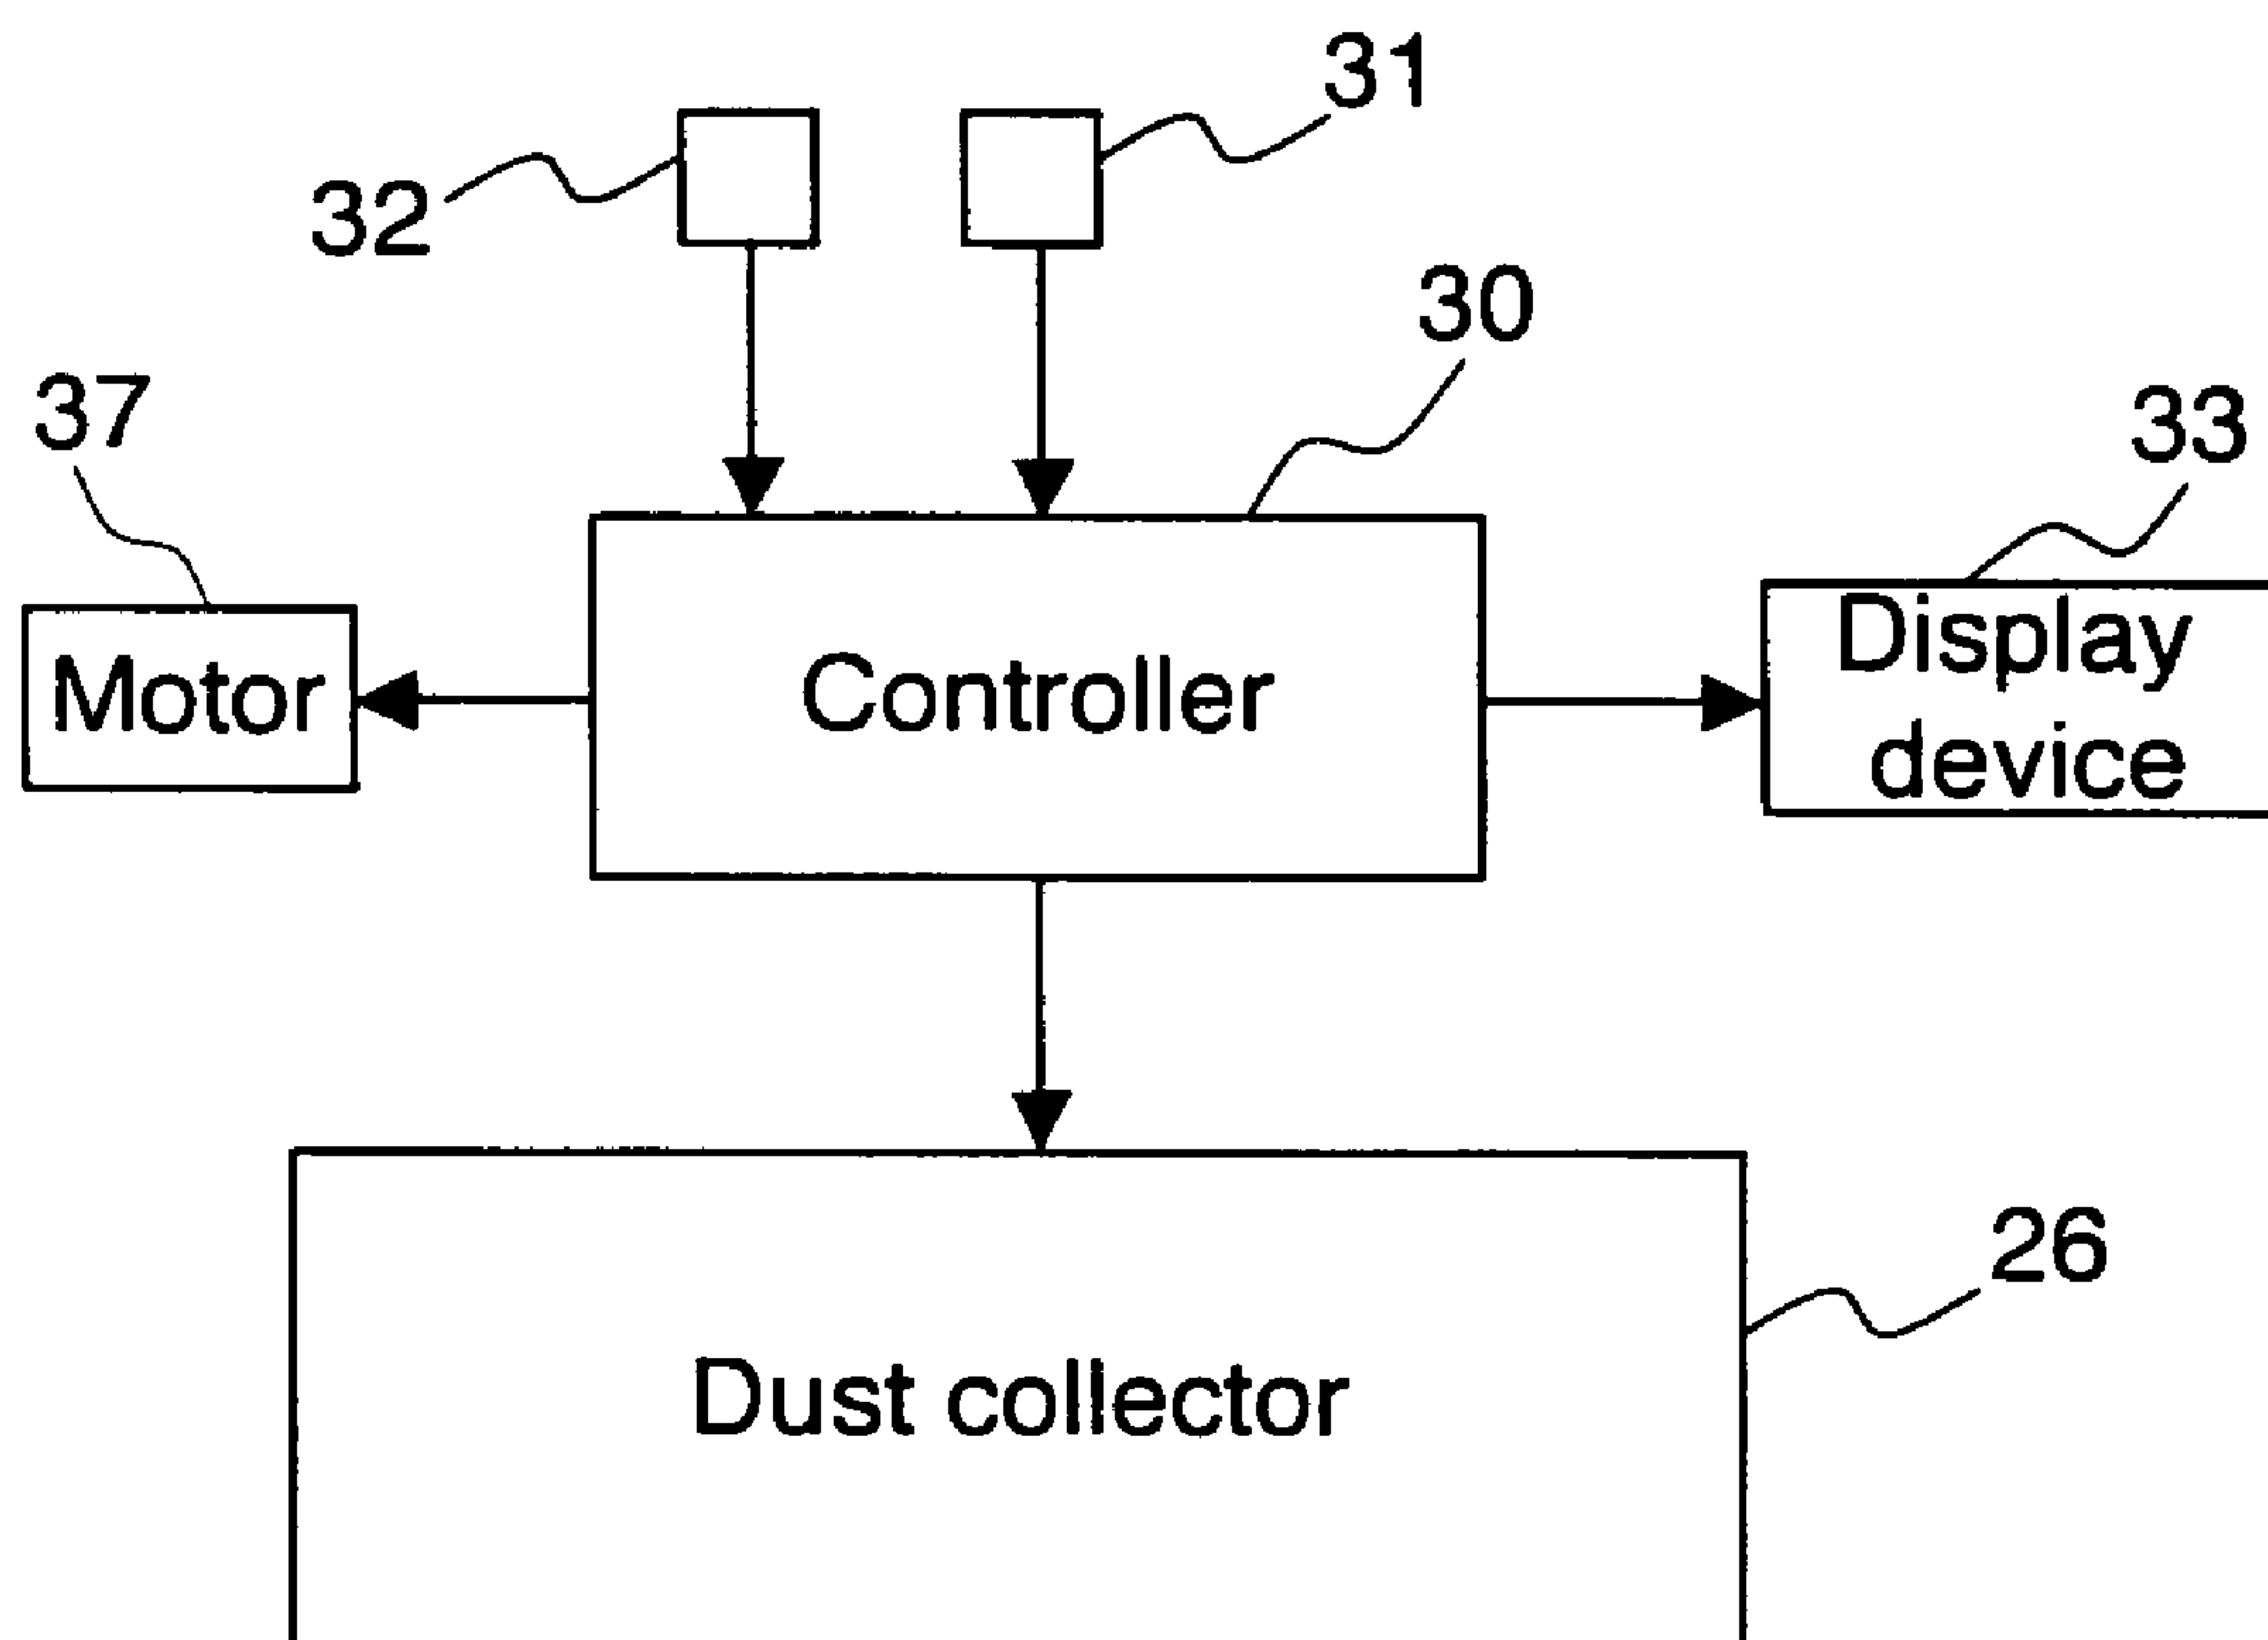 31
32
30
37
33
Display
Motor
Controller
device
26
Dust collector